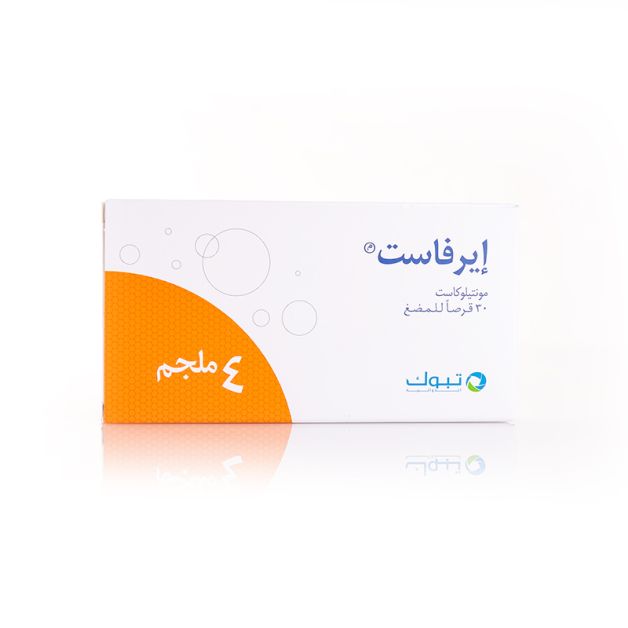 إيرفاست
مونتيلوكاست
٣٠ قرصاً للمضغ
٤ ملجم
تبوك